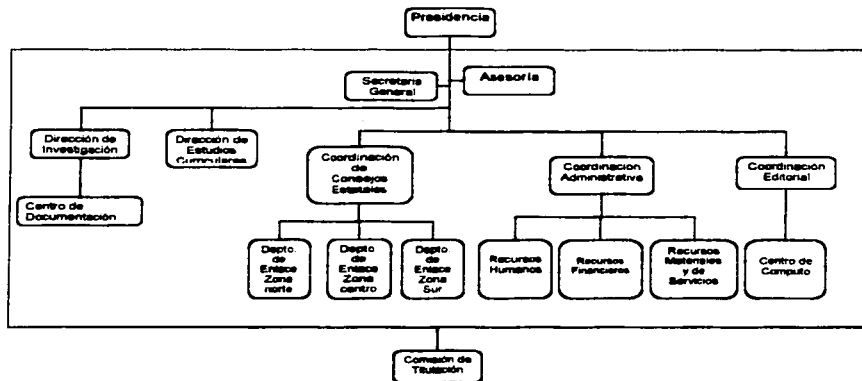 Presidencia
Secretaria
General
Asesoría
Dirección de
Investigación
Dirección de
Estudios
Curriculares
Coordinación
de
Consejos
Estatales
Coordinacion
Administrativa
Coordinación
Editorial
Centro de
Documentación
Depto. de
Enlace
Zona
norte
Depto
de
Enlace
Zona
centro
Depto
de
Enlace
Zona
Sur
Recursos
Humanos
Recursos
Financieros
Recursos
Materiales
y de
Servicios
Centro de
Computo
Comisión de
Titulación